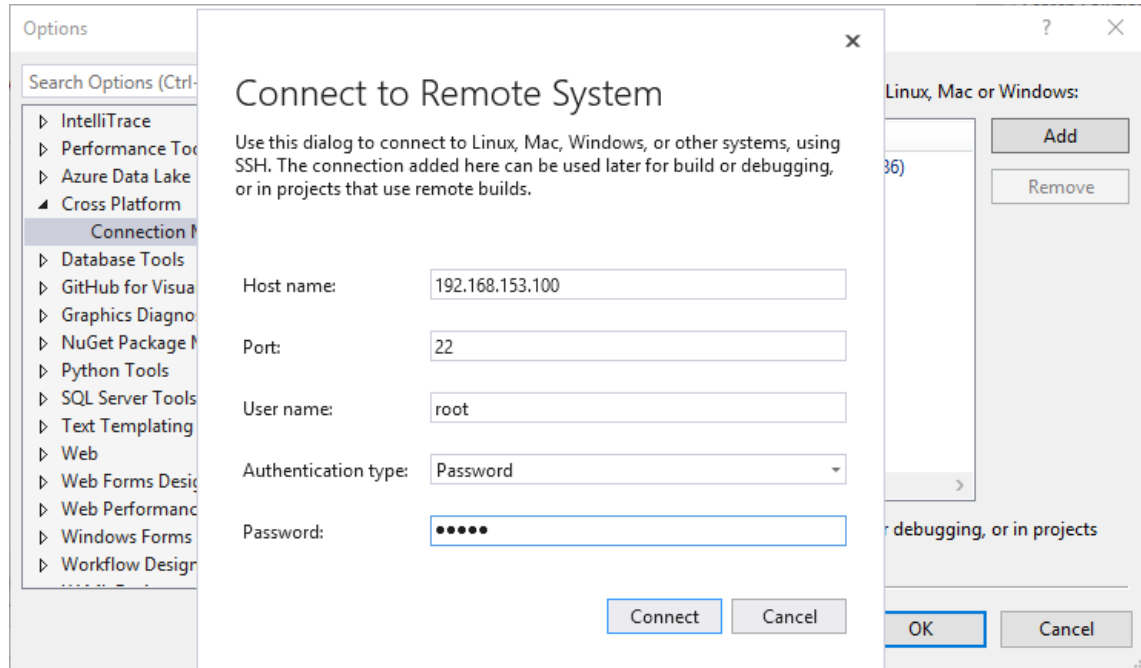 Options
?
Search Options (Ctrl-
IntelliTrace
Performance Too
Azure Data Lake
Cross Platform
Connection M
Database Tools
GitHub for Visua
Graphics Diagno
NuGet Package M
Python Tools
SQL Server Tools
Text Templating
Web
Web Forms Desig
Web Performanc
Windows Forms
Workflow Design
Connect to Remote System
Use this dialog to connect to Linux, Mac, Windows, or other systems, using
SSH. The connection added here can be used later for build or debugging,
or in projects that use remote builds.
Host name: 192.168.153.100
Port: 22
User name: root
Authentication type: Password
Password: •••••
Connect
Cancel
Linux, Mac or Windows:
36)
Add
Remove
r debugging, or in projects
OK
Cancel